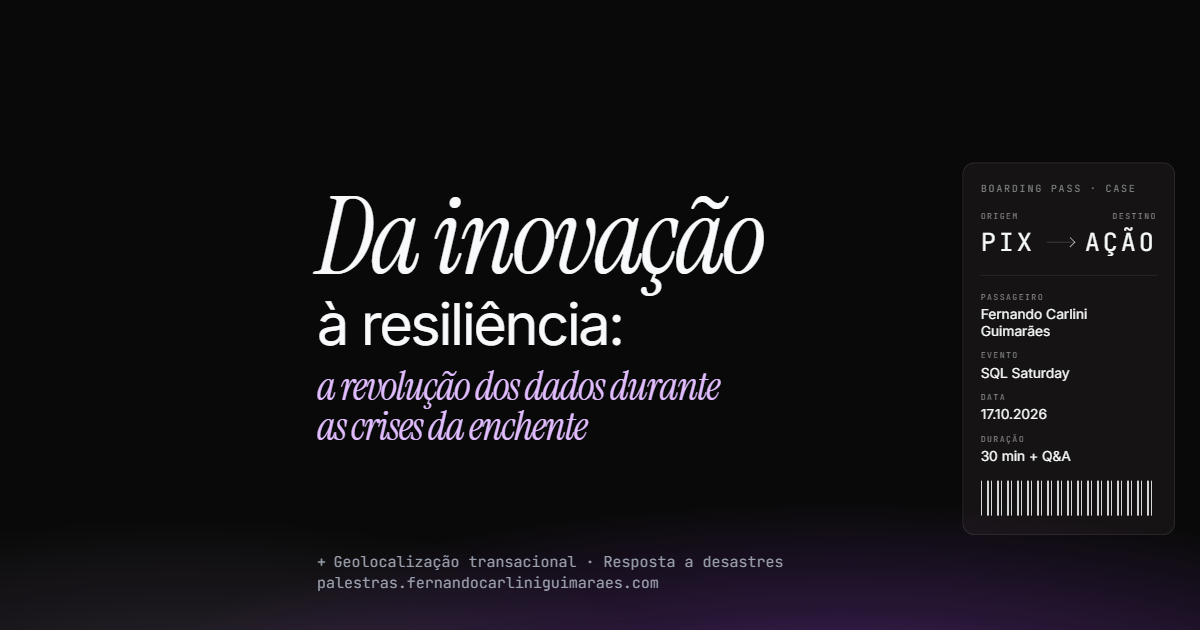 Da inovação
à resiliência:
a revolução dos dados durante
as crises da enchente
+ Geolocalização transacional · Resposta a desastres
palestras.fernandocarliniguimaraes.com
BOARDING PASS · CASE
ORIGEM DESTINO
PIX → AÇÃO
PASSAGEIRO
Fernando Carlini
Guimarães
EVENTO
SQL Saturday
DATA
17.10.2026
DURAÇÃO
30 min + Q&A